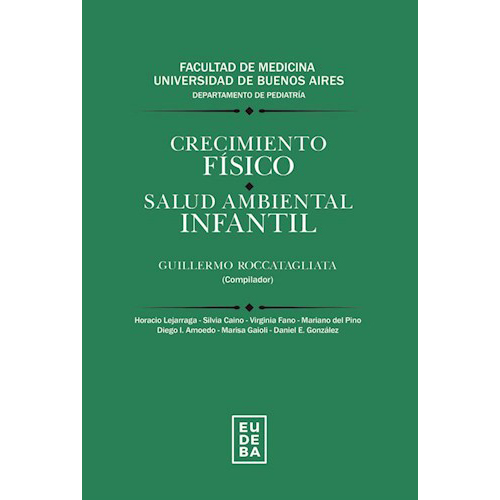 FACULTAD DE MEDICINA
UNIVERSIDAD DE BUENOS AIRES
DEPARTAMENTO DE PEDIATRÍA
CRECIMIENTO
FÍSICO
SALUD AMBIENTAL
INFANTIL
GUILLERMO ROCCATAGLIATA
(Compilador)
Horacio Lejarraga - Silvia Caino - Virginia Fano - Mariano del Pino
Diego I. Amoedo - Marisa Gaioli - Daniel E. González
EU
DE
BA